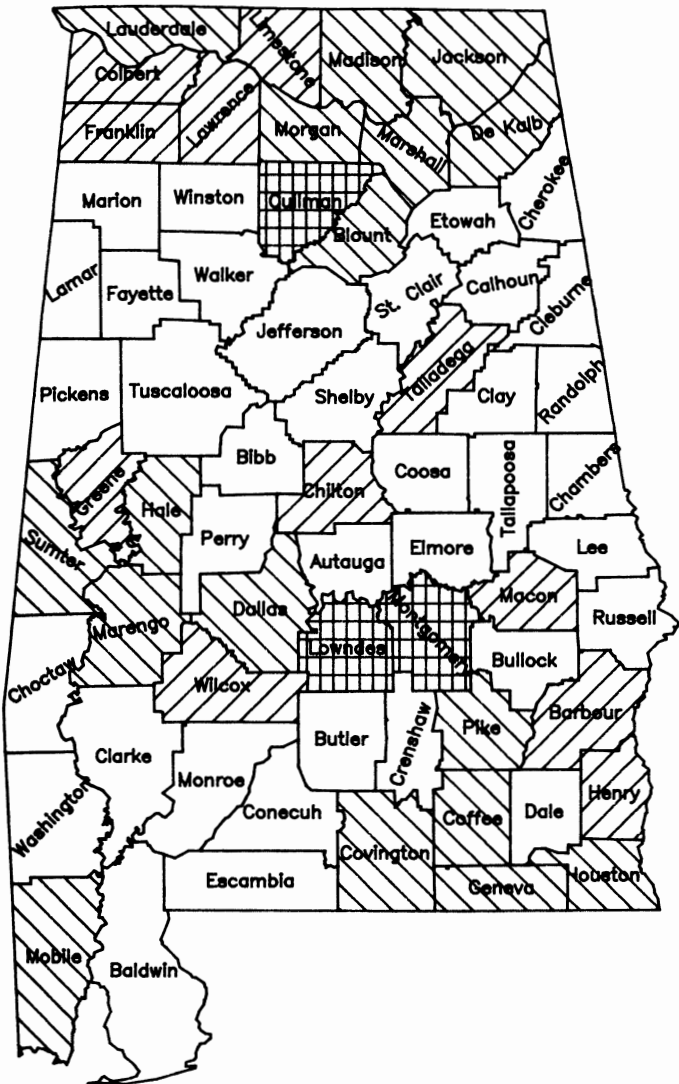 Lauderdale
Limestone
Madison
Jackson
Colbert
Lawrence
Franklin
Morgan
Marshall
De Kalb
Cherokee
Marion
Winston
Cullman
Blount
Etowah
Lamar
Fayette
Walker
St. Clair
Calhoun
Cleburne
Jefferson
Talladega
Pickens
Tuscaloosa
Shelby
Clay
Randolph
Bibb
Greene
Hale
Chilton
Coosa
Tallapoosa
Chambers
Sumter
Perry
Autauga
Elmore
Lee
Dallas
Macon
Montgomer
Russell
Marengo
Lowndes
Bullock
Choctaw
Wilcox
Barbour
Clarke
Butler
Crenshaw
Pike
Monroe
Washington
Conecuh
Coffee
Dale
Henry
Covington
Escambia
Geneva
Houston
Mobile
Baldwin